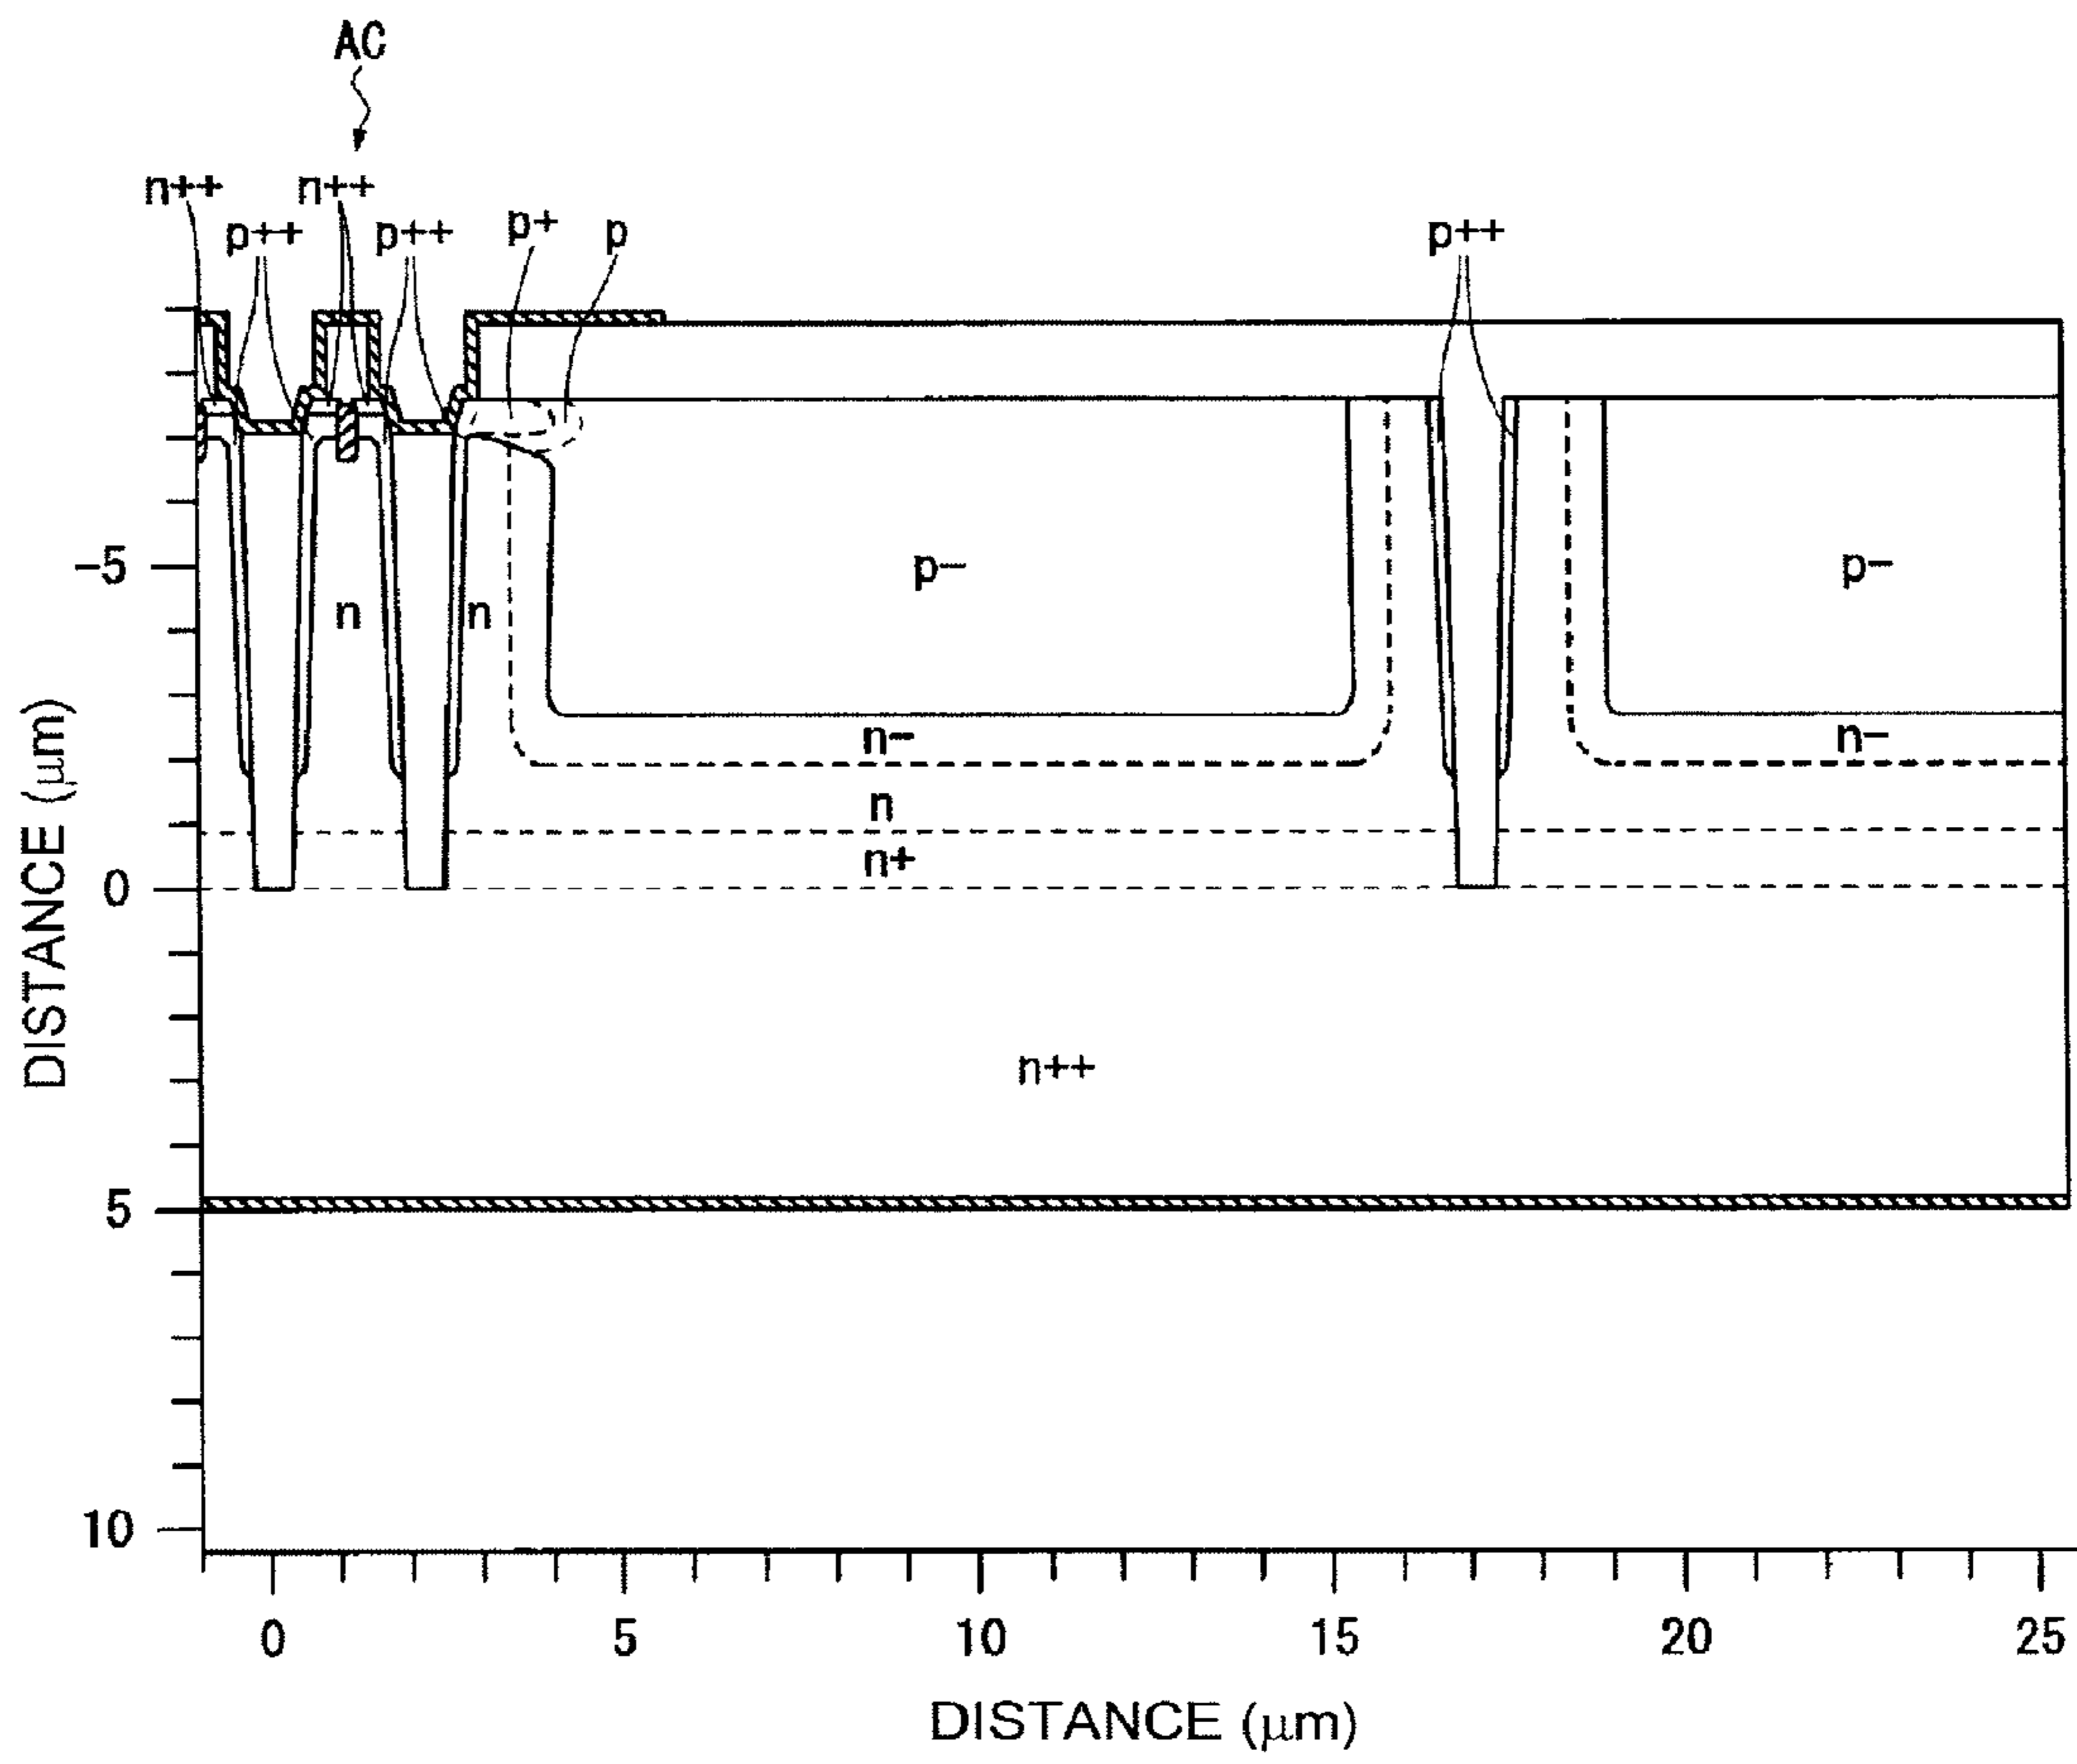 AC
n++ n++
p++ p++ p+ p p++
-5
p- p-
n n
n- n-
n
n+
0
n++
5
10
0 5 10 15 20 25
DISTANCE (μm)
DISTANCE (μm)